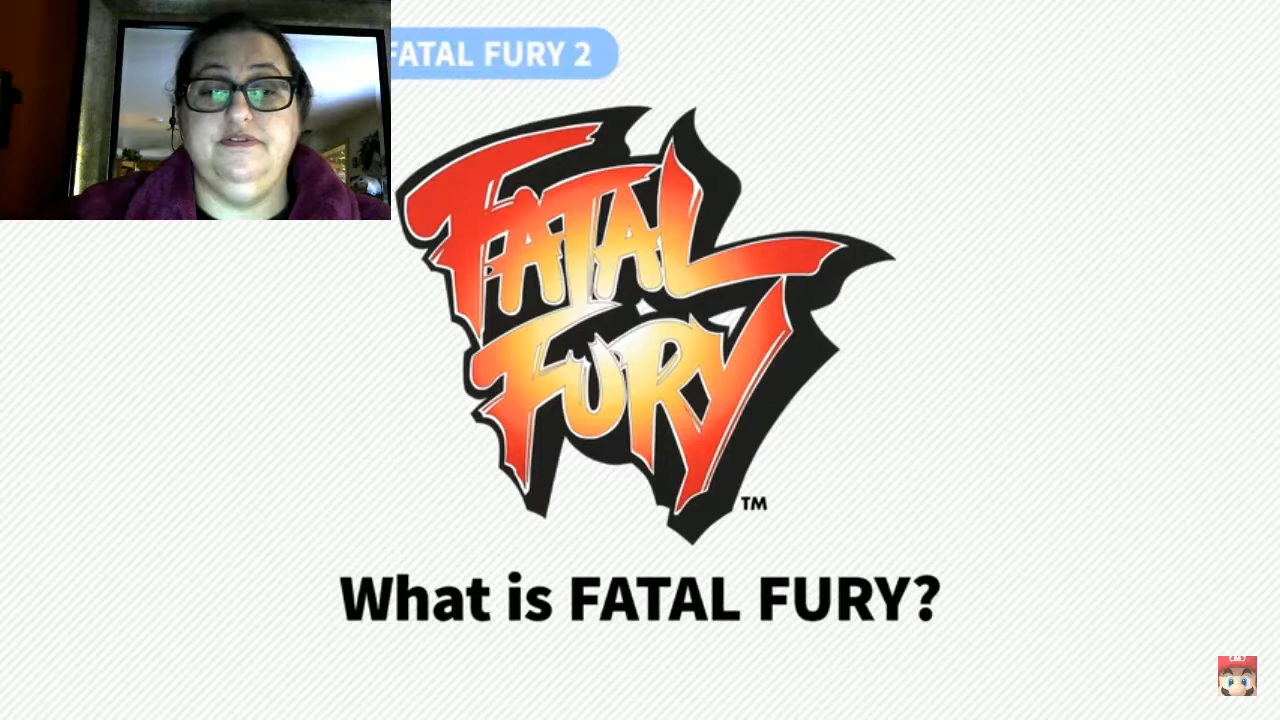 FATAL FURY 2
FATAL
FURY
TM
What is FATAL FURY?